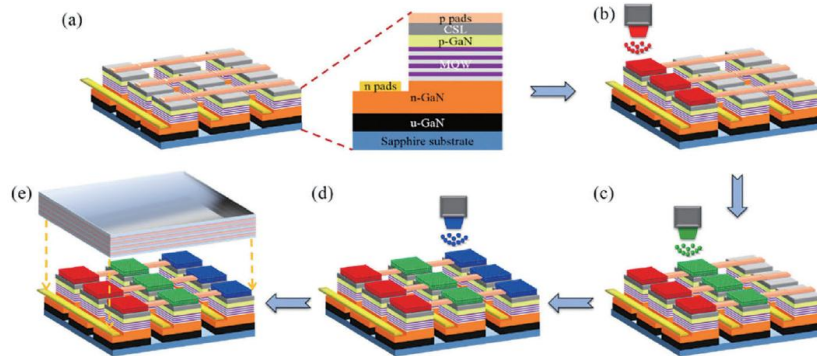 (a)
p pads
CSL
p-GaN
MQW
n pads
n-GaN
u-GaN
Sapphire substrate
(b)
(e)
(d)
(c)